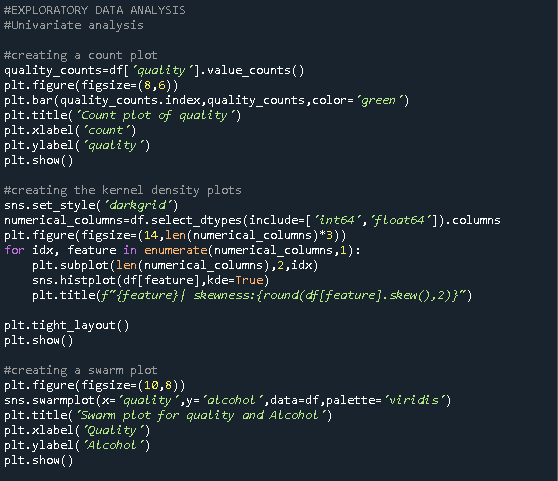 #EXPLORATORY DATA ANALYSIS
#Univariate analysis
#creating a count plot
quality_counts=df['quality'].value_counts()
plt.figure(figsize=(8,6))
plt.bar(quality_counts.index,quality_counts,color='green')
plt.title('Count plot of quality')
plt.xlabel('count')
plt.ylabel('quality')
plt.show()
#creating the kernel density plots
sns.set_style('darkgrid')
numerical_columns=df.select_dtypes(include=['int64','float64']).columns
plt.figure(figsize=(14,len(numerical_columns)*3))
for idx, feature in enumerate(numerical_columns,1):
    plt.subplot(len(numerical_columns),2,idx)
    sns.histplot(df[feature],kde=True)
    plt.title(f"{feature}| skewness:{round(df[feature].skew(),2)}")
plt.tight_layout()
plt.show()
#creating a swarm plot
plt.figure(figsize=(10,8))
sns.swarmplot(x='quality',y='alcohol',data=df,palette='viridis')
plt.title('Swarm plot for quality and Alcohol')
plt.xlabel('Quality')
plt.ylabel('Alcohol')
plt.show()